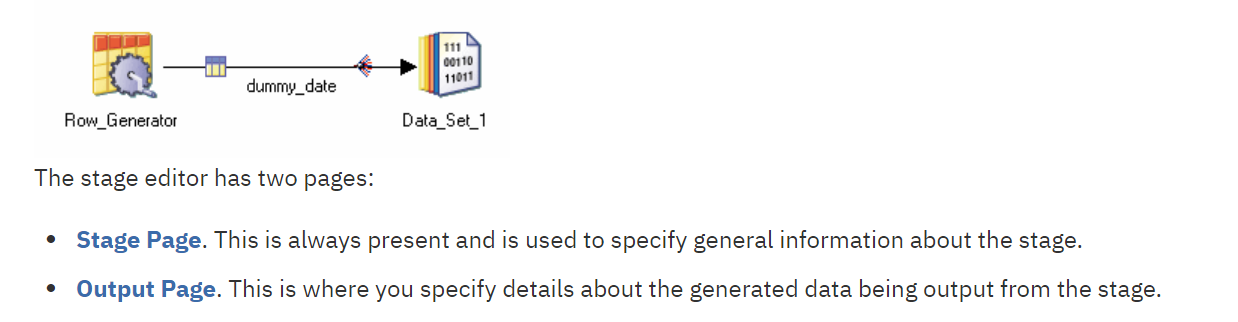 111
00110
11011
dummy_date
Row_Generator
Data_Set_1
The stage editor has two pages:
• Stage Page. This is always present and is used to specify general information about the stage.
• Output Page. This is where you specify details about the generated data being output from the stage.